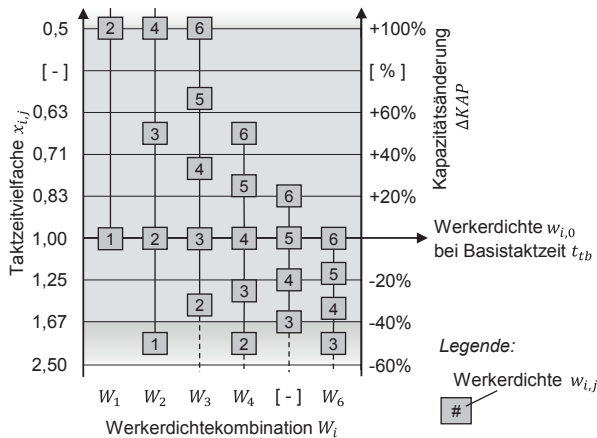 0,5 2 4 6 +100%
[ - ] [ % ]
5
0,63 +60%
3 6
0,71 +40%
4
5
0,83 6 +20%
1,00 1 2 3 4 5 6
1,25 4 5 -20%
3
2 4
1,67 3 -40%
1 2 3
2,50 -60%
Taktzeitvielfache x_{i,j}
Kapazitätsänderung
ΔKAP
Werkerdichte w_{i,0}
bei Basistaktzeit t_{tb}
W_1 W_2 W_3 W_4 [ - ] W_6
Werkerdichtekombination W_i
Legende:
Werkerdichte w_{i,j}
#